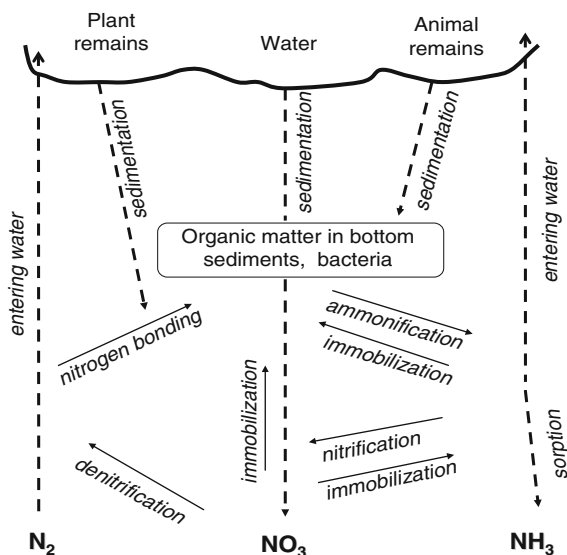 Plant
remains
Water
Animal
remains
sedimentation
sedimentation
sedimentation
entering water
entering water
Organic matter in bottom
sediments, bacteria
nitrogen bonding
ammonification
immobilization
immobilization
nitrification
immobilization
denitrification
sorption
N₂
NO₃
NH₃